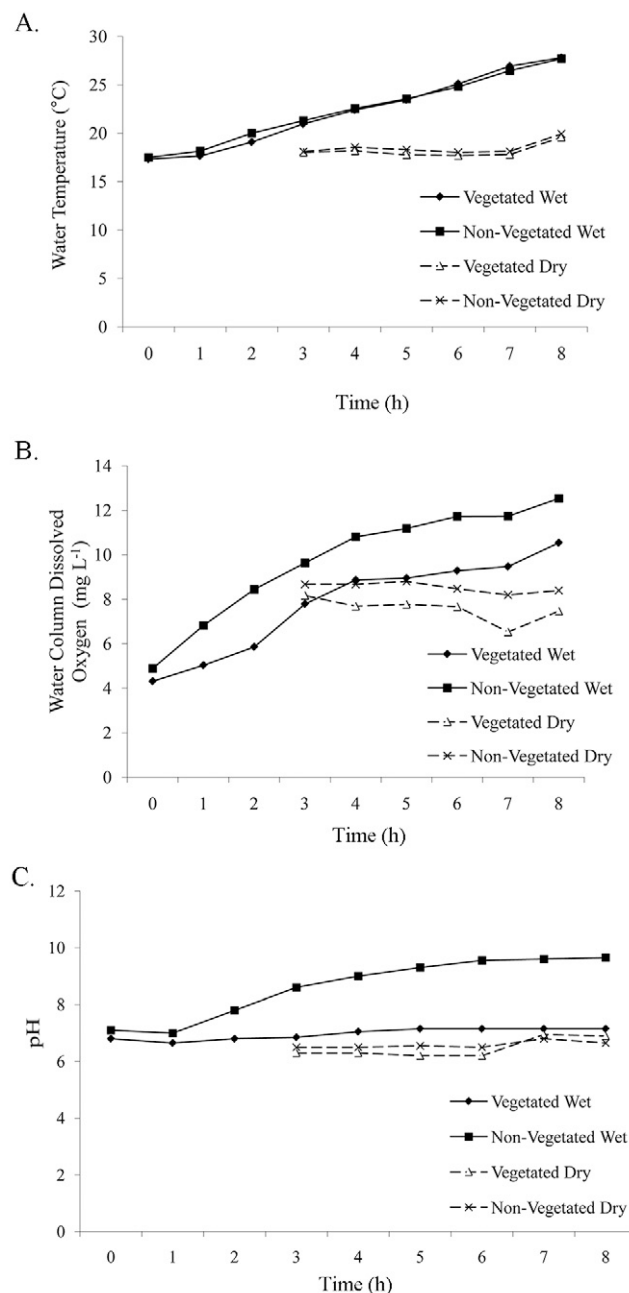 A.
Water Temperature (°C)
30
25
20
15
10
5
0
0 1 2 3 4 5 6 7 8
Time (h)
Vegetated Wet
Non-Vegetated Wet
Vegetated Dry
Non-Vegetated Dry
B.
Water Column Dissolved
Oxygen (mg L⁻¹)
14
12
10
8
6
4
2
0
0 1 2 3 4 5 6 7 8
Time (h)
Vegetated Wet
Non-Vegetated Wet
Vegetated Dry
Non-Vegetated Dry
C.
pH
12
10
8
6
4
2
0
0 1 2 3 4 5 6 7 8
Time (h)
Vegetated Wet
Non-Vegetated Wet
Vegetated Dry
Non-Vegetated Dry